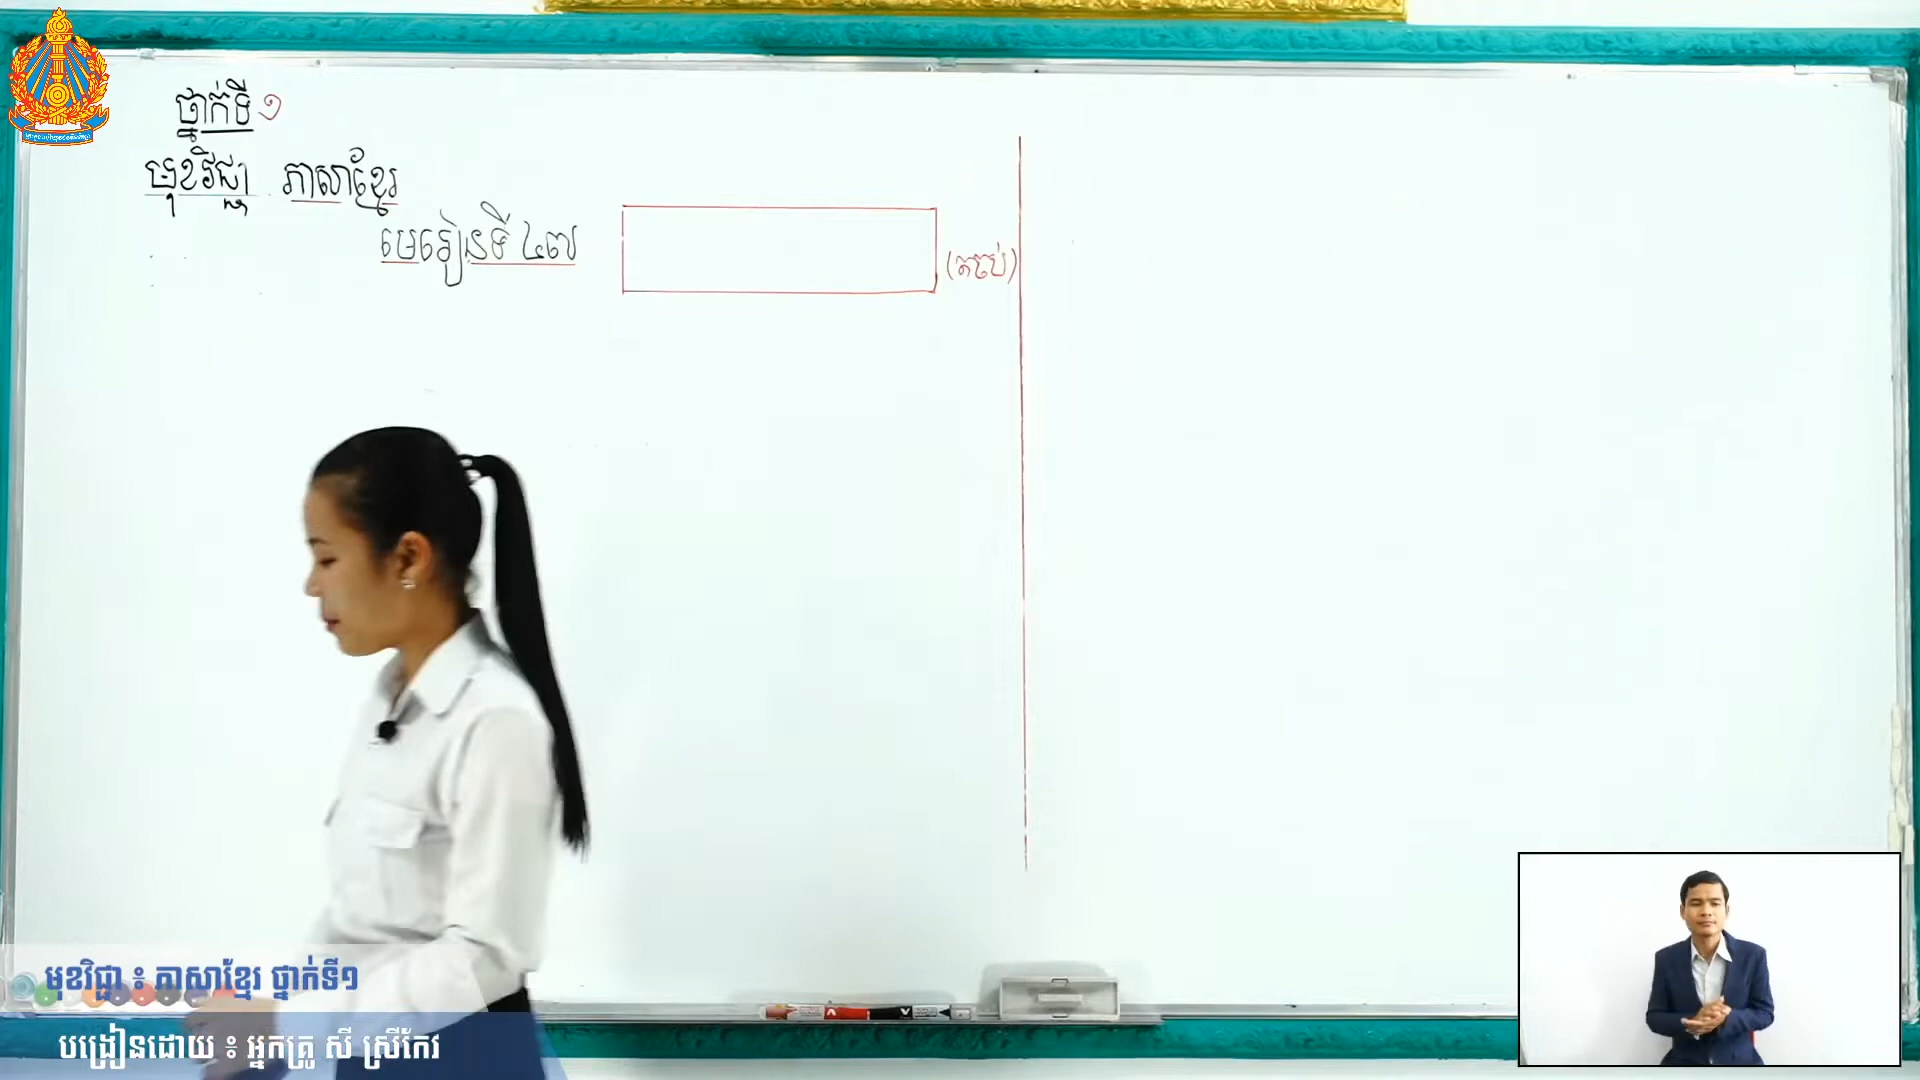 ថ្នាក់ទី ១
មុខវិជ្ជា ភាសាខ្មែរ
មេរៀនទី ៤៧
(តចប់)
មុខវិជ្ជា ៖ ភាសាខ្មែរ ថ្នាក់ទី១
បង្រៀនដោយ ៖ អ្នកគ្រូ សី ស្រីកែវ